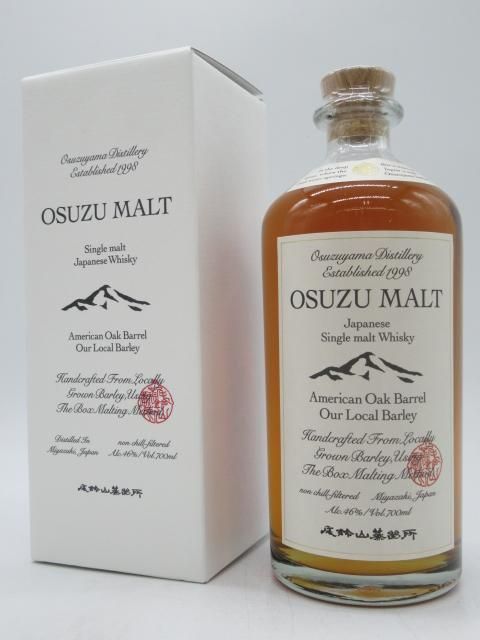 Osuzuyama Distillery
Established 1998
OSUZU MALT
Single malt
Japanese Whisky
American Oak Barrel
Our Local Barley
Handcrafted From Locally
Grown Barley, Using
The Box Malting Method
Distilled In
Miyazaki, Japan
non chill-filtered
Alc.46%/Vol.700ml
尾鈴山蒸留所
Osuzuyama Distillery
Established 1998
OSUZU MALT
Japanese
Single malt Whisky
American Oak Barrel
Our Local Barley
Handcrafted From Locally
Grown Barley, Using
The Box Malting Method
non chill-filtered Miyazaki, Japan
Alc.46%/Vol.700ml
尾鈴山蒸留所